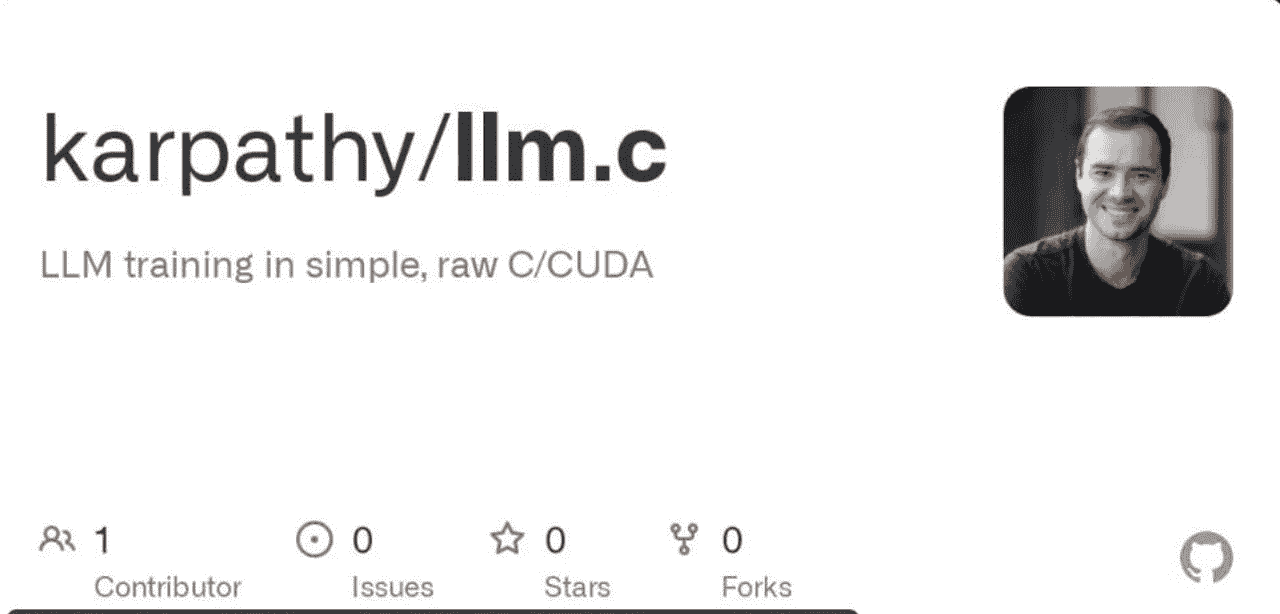 karpathy/llm.c
LLM training in simple, raw C/CUDA
1 0 0 0
Contributor Issues Stars Forks